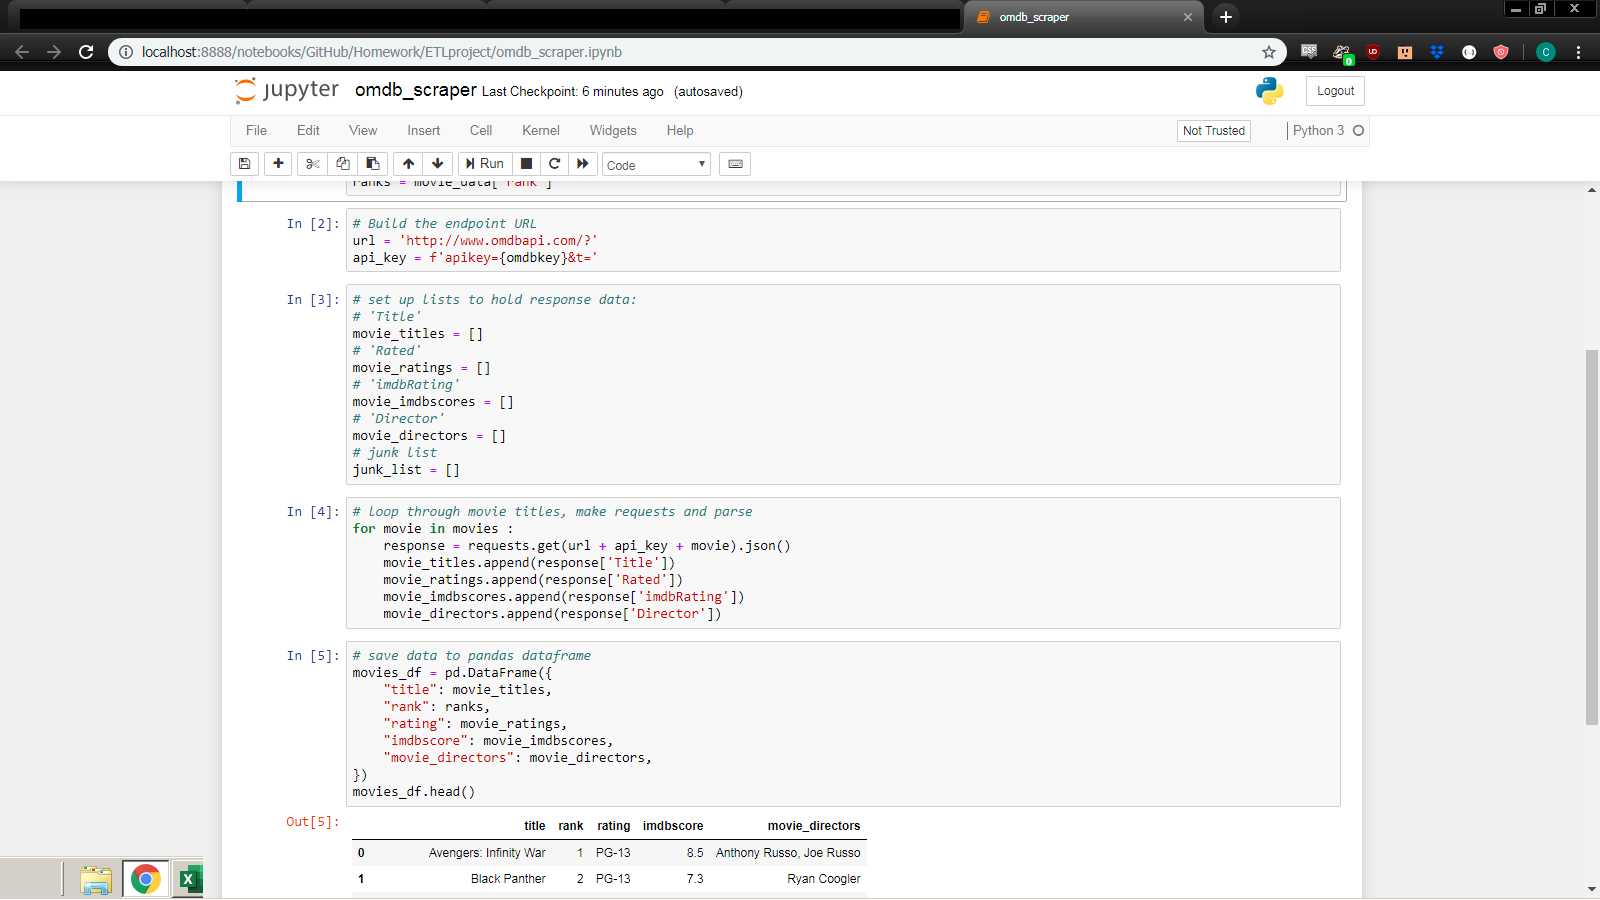 omdb_scraper
localhost:8888/notebooks/GitHub/Homework/ETLproject/omdb_scraper.ipynb
jupyter omdb_scraper Last Checkpoint: 6 minutes ago (autosaved)
Logout
File Edit View Insert Cell Kernel Widgets Help
Not Trusted
Python 3
Run
Code
ranks = movie_data['rank']
In [2]:
# Build the endpoint URL
url = 'http://www.omdbapi.com/?'
api_key = f'apikey={omdbkey}&t='
In [3]:
# set up lists to hold response data:
# 'Title'
movie_titles = []
# 'Rated'
movie_ratings = []
# 'imdbRating'
movie_imdbscores = []
# 'Director'
movie_directors = []
# junk list
junk_list = []
In [4]:
# loop through movie titles, make requests and parse
for movie in movies :
    response = requests.get(url + api_key + movie).json()
    movie_titles.append(response['Title'])
    movie_ratings.append(response['Rated'])
    movie_imdbscores.append(response['imdbRating'])
    movie_directors.append(response['Director'])
In [5]:
# save data to pandas dataframe
movies_df = pd.DataFrame({
    "title": movie_titles,
    "rank": ranks,
    "rating": movie_ratings,
    "imdbscore": movie_imdbscores,
    "movie_directors": movie_directors,
})
movies_df.head()
Out[5]:
title rank rating imdbscore movie_directors
0 Avengers: Infinity War 1 PG-13 8.5 Anthony Russo, Joe Russo
1 Black Panther 2 PG-13 7.3 Ryan Coogler